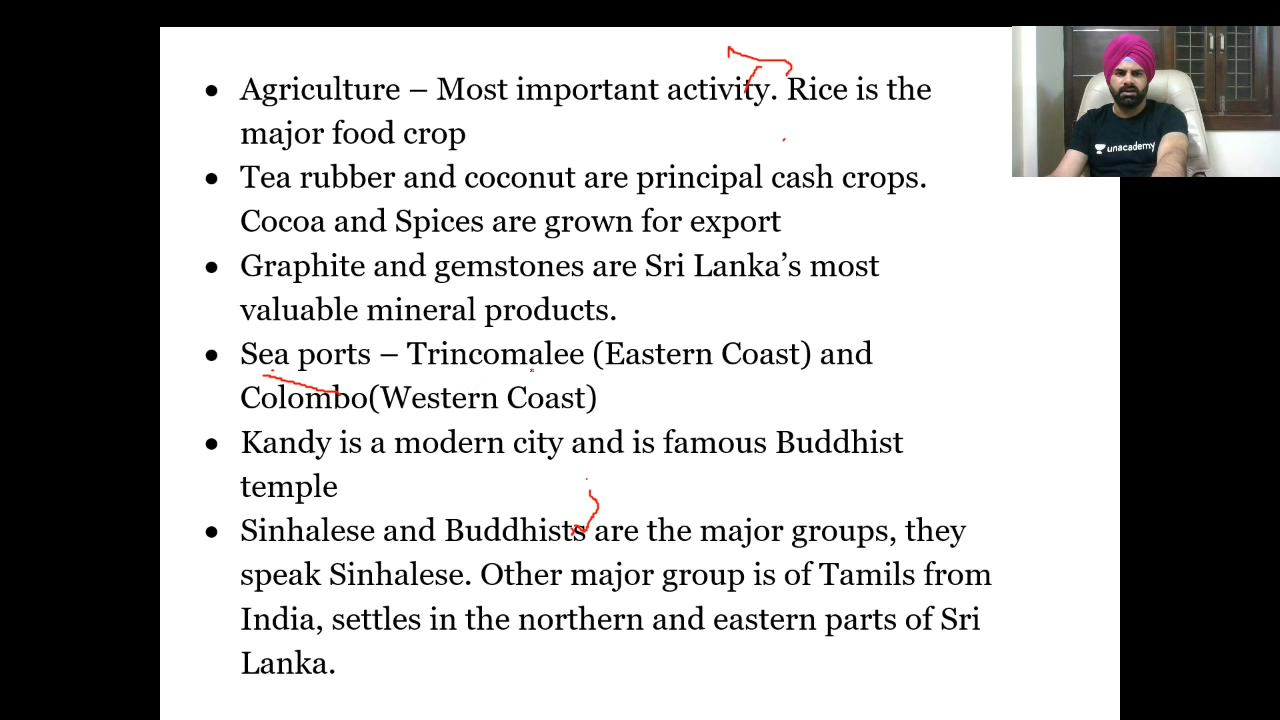 Agriculture – Most important activity. Rice is the
major food crop
Tea rubber and coconut are principal cash crops.
Cocoa and Spices are grown for export
Graphite and gemstones are Sri Lanka’s most
valuable mineral products.
Sea ports – Trincomalee (Eastern Coast) and
Colombo(Western Coast)
Kandy is a modern city and is famous Buddhist
temple
Sinhalese and Buddhists are the major groups, they
speak Sinhalese. Other major group is of Tamils from
India, settles in the northern and eastern parts of Sri
Lanka.
unacademy